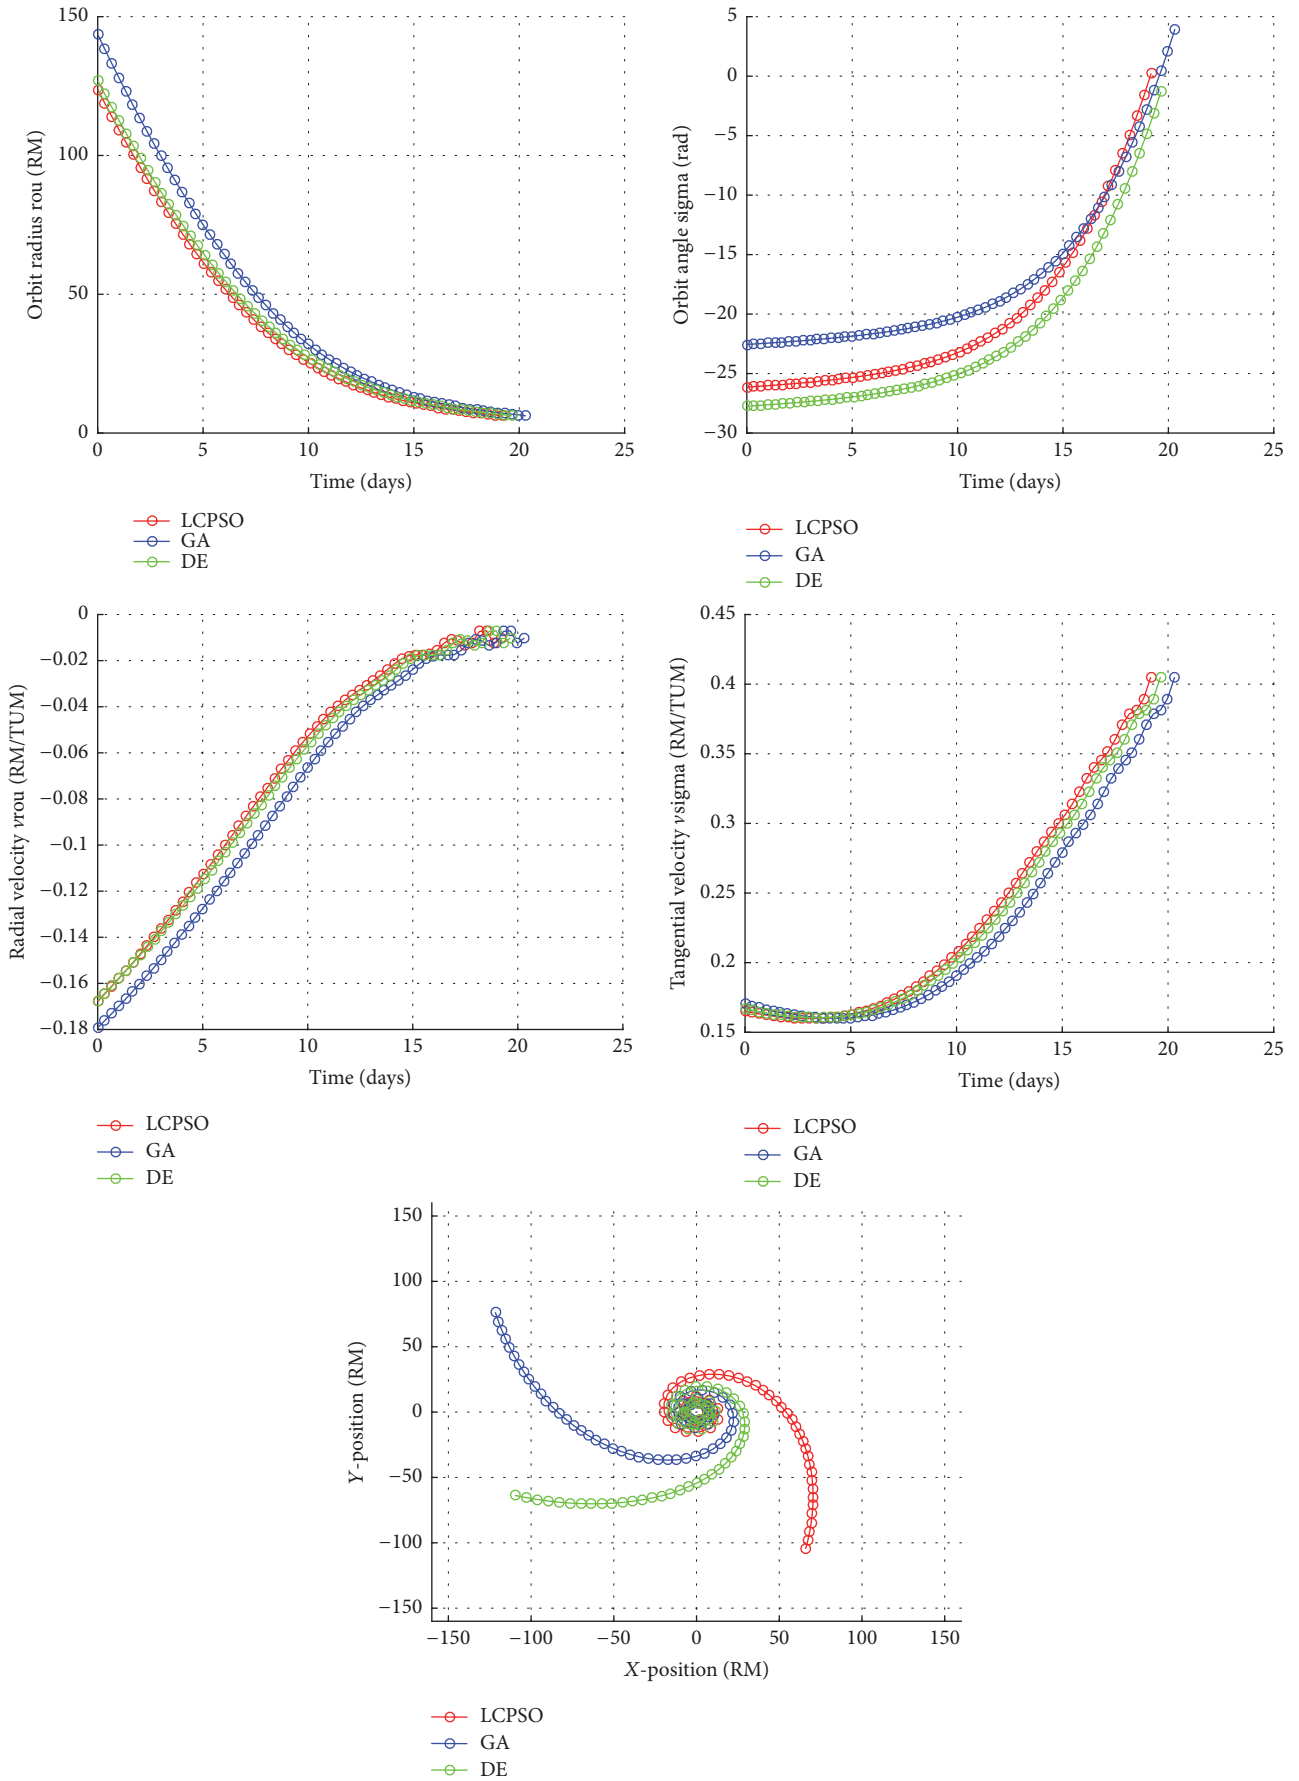 150
100
50
0
Orbit radius rou (RM)
0 5 10 15 20 25
Time (days)
LCPSO
GA
DE
5
0
−5
−10
−15
−20
−25
−30
Orbit angle sigma (rad)
0 5 10 15 20 25
Time (days)
LCPSO
GA
DE
0
−0.02
−0.04
−0.06
−0.08
−0.1
−0.12
−0.14
−0.16
−0.18
Radial velocity vrou (RM/TUM)
0 5 10 15 20 25
Time (days)
LCPSO
GA
DE
0.45
0.4
0.35
0.3
0.25
0.2
0.15
Tangential velocity vsigma (RM/TUM)
0 5 10 15 20 25
Time (days)
LCPSO
GA
DE
150
100
50
0
−50
−100
−150
Y-position (RM)
−150 −100 −50 0 50 100 150
X-position (RM)
LCPSO
GA
DE